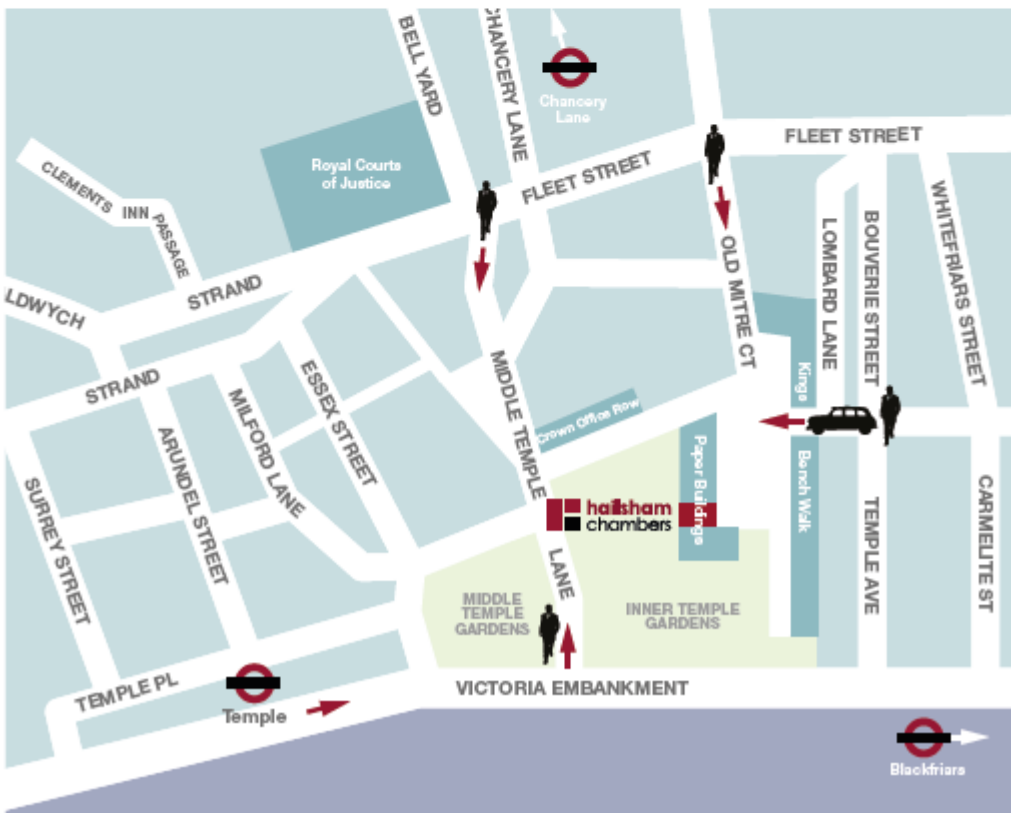 BELL YARD
CHANCERY LANE
Chancery
Lane
FLEET STREET
FLEET STREET
Royal Courts
of Justice
CLEMENTS
INN
PASSAGE
STRAND
LDWYCH
STRAND
OLD MITRE CT
LOMBARD LANE
BOUVERIE STREET
WHITEFRIARS STREET
MIDDLE TEMPLE
LANE
ESSEX STREET
MILFORD LANE
ARUNDEL STREET
SURREY STREET
Crown Office Row
Paper Buildings
Kings
Bench Walk
hailsham
chambers
TEMPLE AVE
CARMELITE ST
MIDDLE
TEMPLE
GARDENS
INNER TEMPLE
GARDENS
TEMPLE PL
Temple
VICTORIA EMBANKMENT
Blackfriars